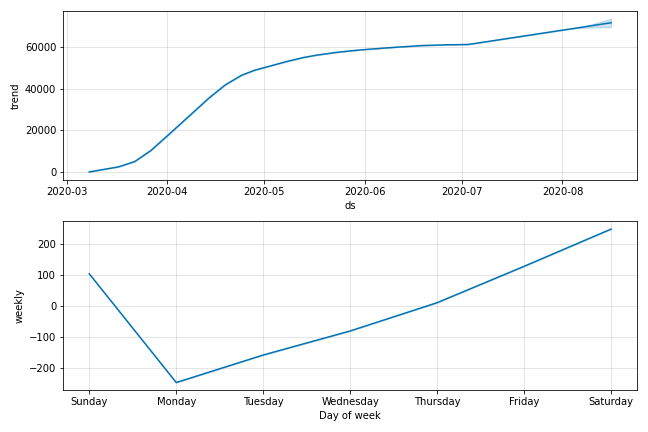 60000
40000
20000
0
trend
2020-03 2020-04 2020-05 2020-06 2020-07 2020-08
ds
200
100
0
−100
−200
weekly
Sunday Monday Tuesday Wednesday Thursday Friday Saturday
Day of week